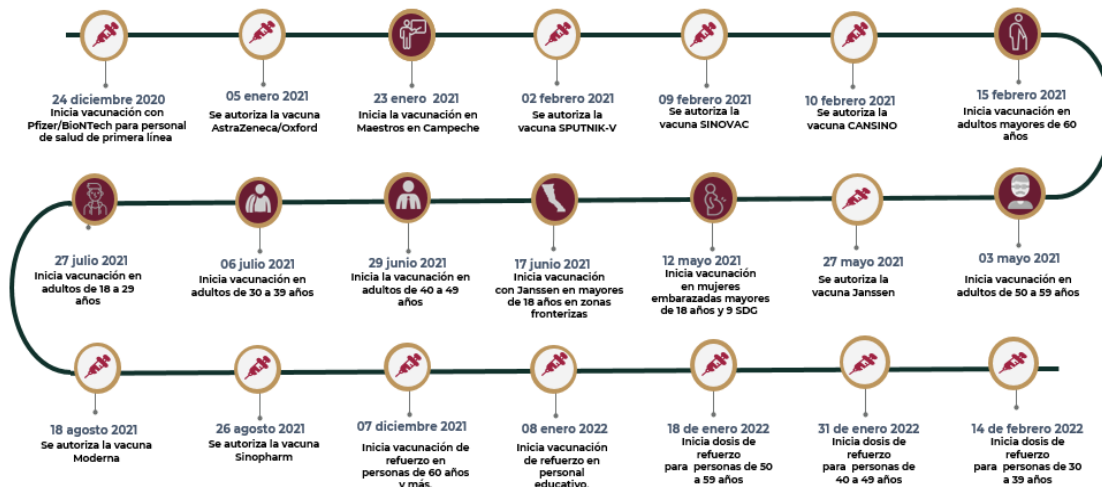 24 diciembre 2020
Inicia vacunación con
Pfizer/BioNTech para personal
de salud de primera línea
05 enero 2021
Se autoriza la vacuna
AstraZeneca/Oxford
23 enero 2021
Inicia la vacunación en
Maestros en Campeche
02 febrero 2021
Se autoriza la
vacuna SPUTNIK-V
09 febrero 2021
Se autoriza la
vacuna SINOVAC
10 febrero 2021
Se autoriza la
vacuna CANSINO
15 febrero 2021
Inicia vacunación en
adultos mayores de 60
años
27 julio 2021
Inicia vacunación en
adultos de 18 a 29
años
06 julio 2021
Inicia vacunación en
adultos de 30 a 39 años
29 junio 2021
Inicia la vacunación en
adultos de 40 a 49
años
17 junio 2021
Inicia vacunación
con Janssen en mayores
de 18 años en zonas
fronterizas
12 mayo 2021
Inicia vacunación
en mujeres
embarazadas mayores
de 18 años y 9 SDG
27 mayo 2021
Se autoriza la
vacuna Janssen
03 mayo 2021
Inicia vacunación en
adultos de 50 a 59 años
18 agosto 2021
Se autoriza la vacuna
Moderna
26 agosto 2021
Se autoriza la vacuna
Sinopharm
07 diciembre 2021
Inicia vacunación de
refuerzo en
personas de 60 años
y más.
08 enero 2022
Inicia vacunación
de refuerzo en
personal
educativo.
18 de enero 2022
Inicia dosis de
refuerzo
para personas de 50
a 59 años
31 de enero 2022
Inicia dosis de
refuerzo
para personas de
40 a 49 años
14 de febrero 2022
Inicia dosis de
refuerzo
para personas de 30
a 39 años